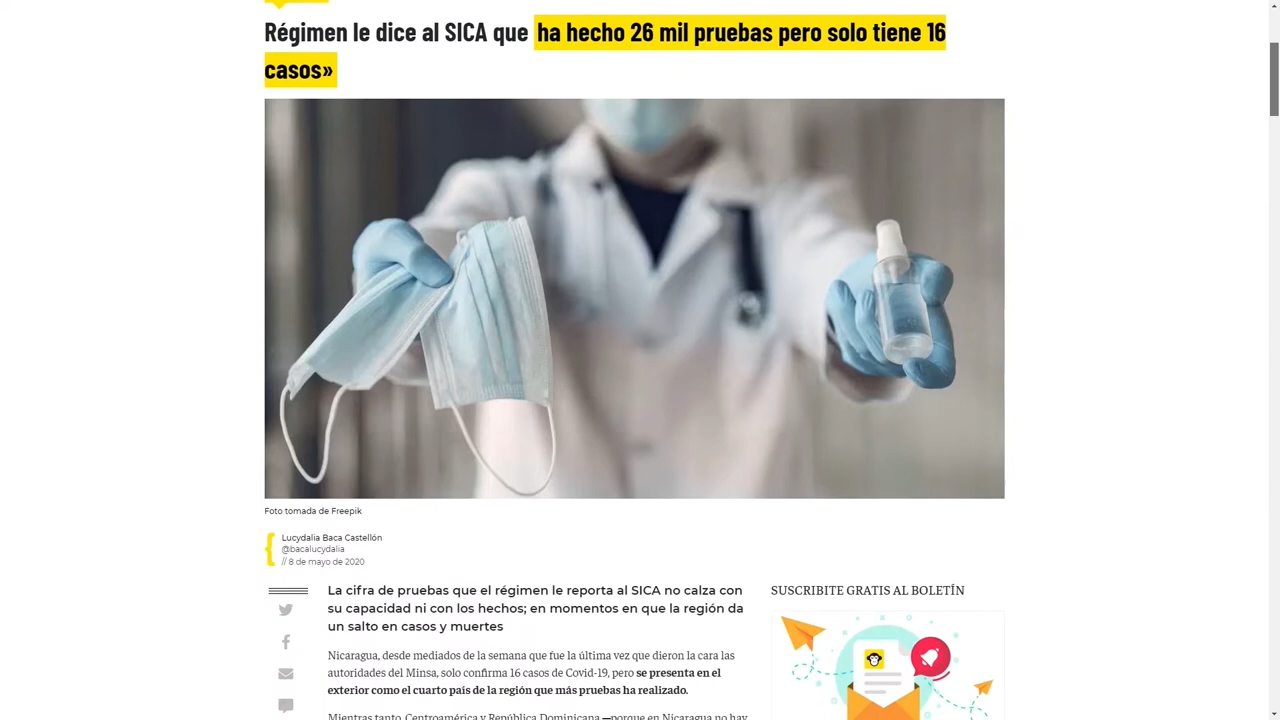 Régimen le dice al SICA que ha hecho 26 mil pruebas pero solo tiene 16
casos»
Foto tomada de Freepik
Lucydalia Baca Castellón
@bacalucydalia
// 8 de mayo de 2020
La cifra de pruebas que el régimen le reporta al SICA no calza con
su capacidad ni con los hechos; en momentos en que la región da
un salto en casos y muertes
SUSCRIBITE GRATIS AL BOLETÍN
Nicaragua, desde mediados de la semana que fue la última vez que dieron la cara las
autoridades del Minsa, solo confirma 16 casos de Covid-19, pero se presenta en el
exterior como el cuarto país de la región que más pruebas ha realizado.
Mientras tanto, Centroamérica y República Dominicana —porque en Nicaragua no hay